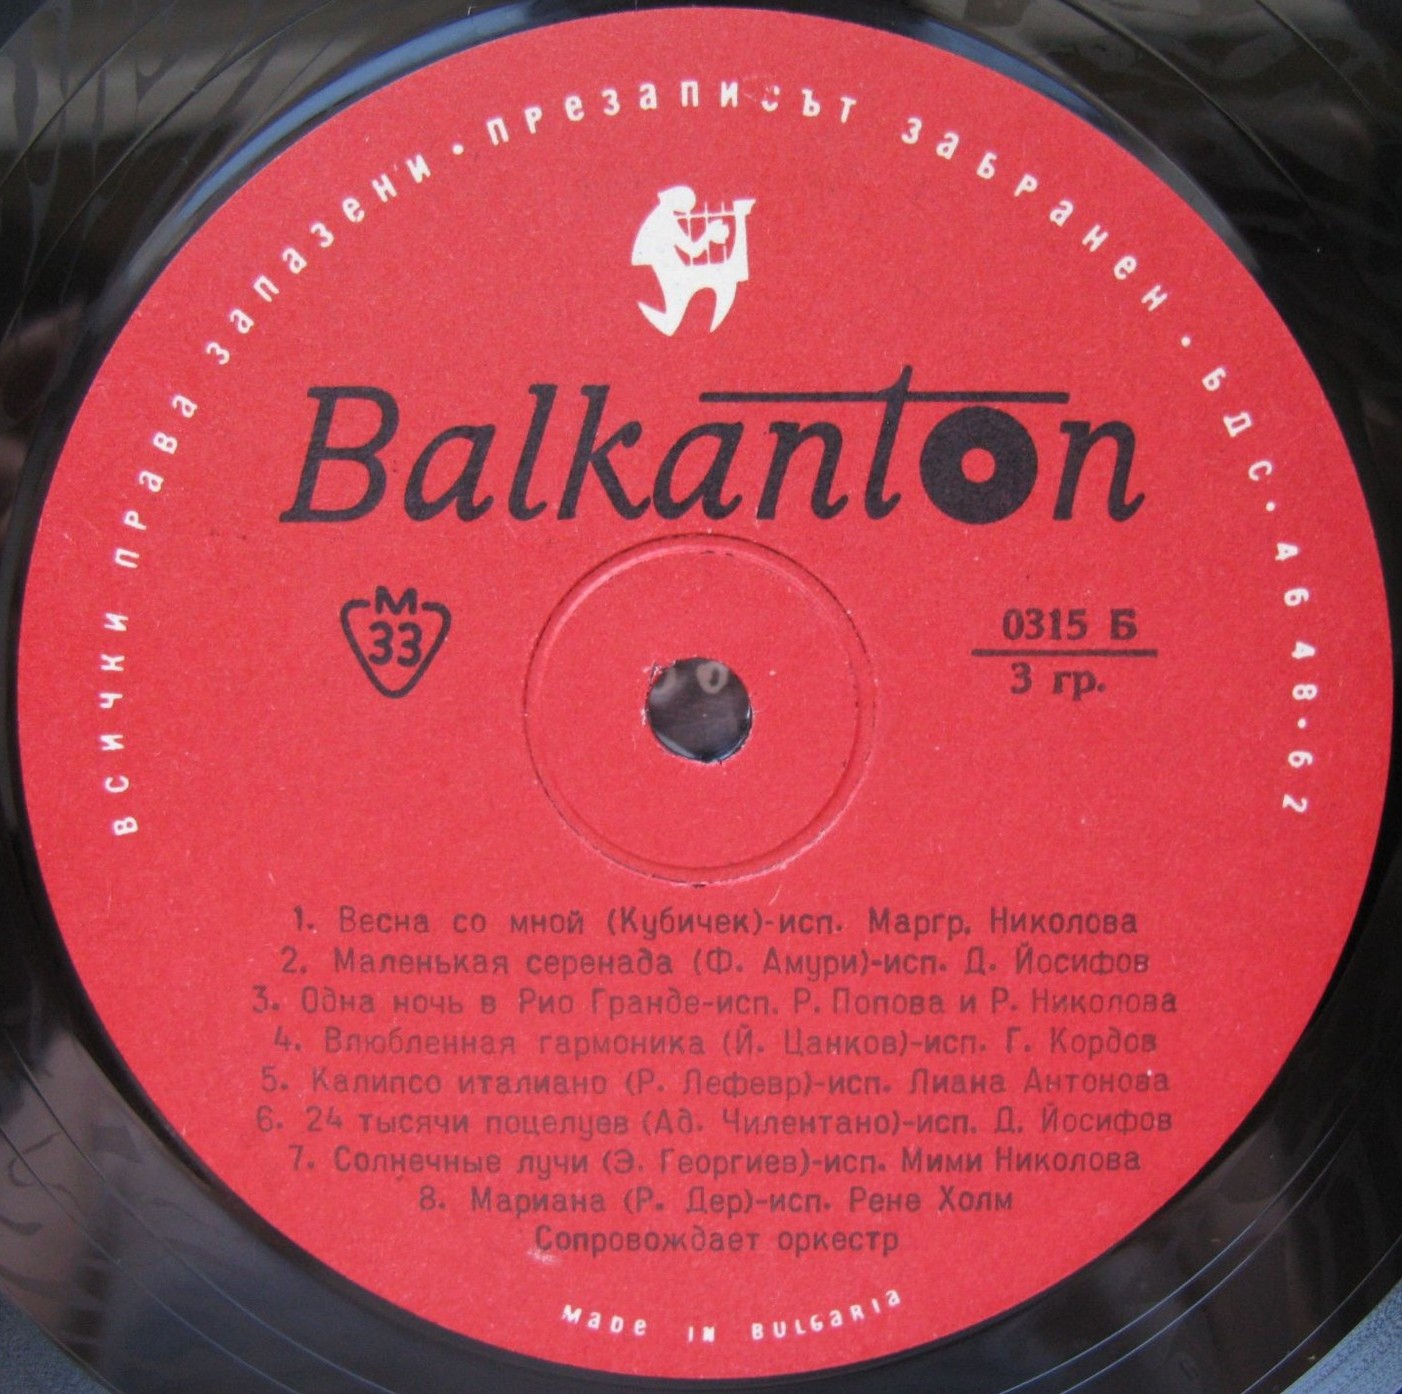 всички права запазени · презаписът забранен · БДС · 4б 48·62
Balkanton
М
33
0315 Б
3 гр.
1. Весна со мной (Кубичек)-исп. Маргр. Николова
2. Маленькая серенада (Ф. Амури)-исп. Д. Йосифов
3. Одна ночь в Рио Гранде-исп. Р. Попова и Р. Николова
4. Влюбленная гармоника (Й. Цанков)-исп. Г. Кордов
5. Калипсо италиано (Р. Лефевр)-исп. Лиана Антонова
6. 24 тысячи поцелуев (Ад. Чилентано)-исп. Д. Йосифов
7. Солнечные лучи (Э. Георгиев)-исп. Мими Николова
8. Мариана (Р. Дер)-исп. Рене Холм
Сопровождает оркестр
Made in Bulgaria